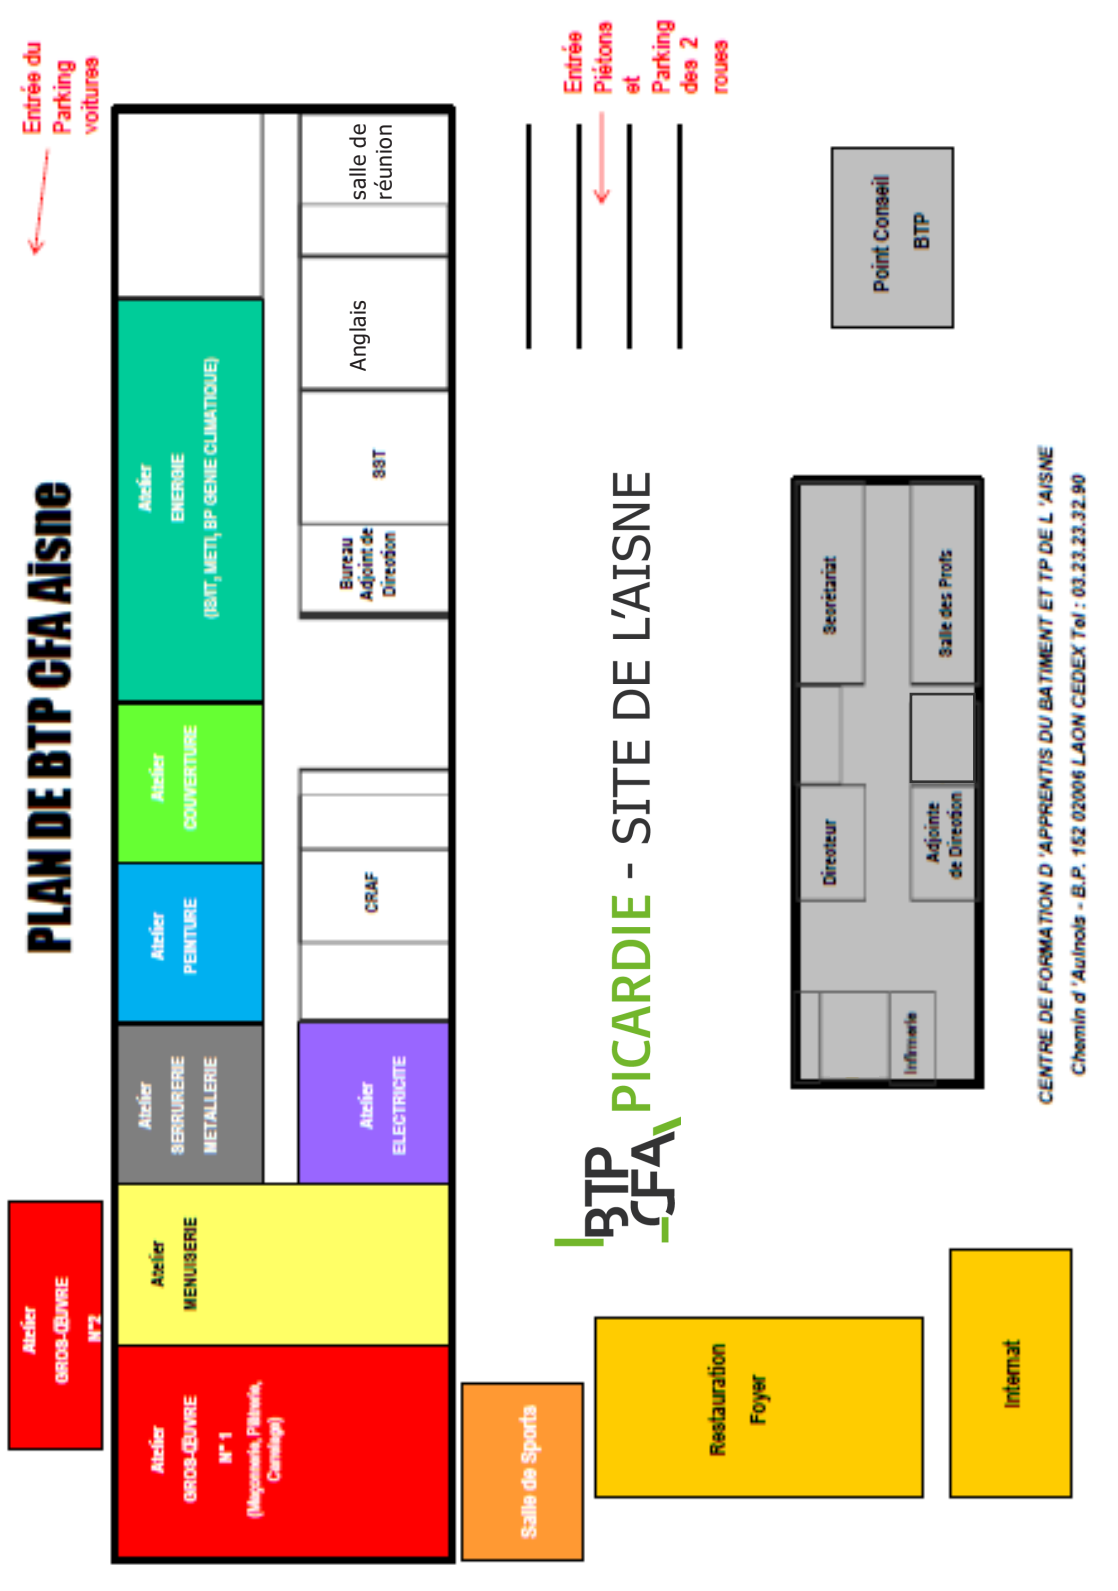 PLAN DE BTP CFA Aisne
Entrée du
Parking
voitures
Atelier
GROS-ŒUVRE
N°2
Atelier
GROS-ŒUVRE
N° 1
(Maçonnerie, Plâtrerie,
Carrelage)
Atelier
MENUISERIE
Atelier
SERRURERIE
METALLERIE
Atelier
PEINTURE
Atelier
COUVERTURE
Atelier
ENERGIE
(IS/IT, METI, BP GENIE CLIMATIQUE)
Atelier
ELECTRICITE
CRAF
Bureau
Adjoint de
Direction
SST
Anglais
salle de
réunion
Salle de Sports
Entrée
Piétons
et
Parking
des 2
roues
BTP
CFA PICARDIE - SITE DE L'AISNE
Restauration
Foyer
Internat
Infirmerie
Directeur
Adjointe
de Direction
Secrétariat
Salle des Profs
Point Conseil
BTP
CENTRE DE FORMATION D 'APPRENTIS DU BATIMENT ET TP DE L 'AISNE
Chemin d 'Aulnois - B.P. 152 02006 LAON CEDEX Tel : 03.23.23.32.90